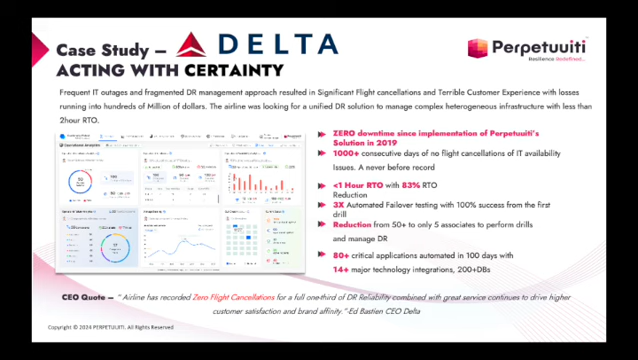 Case Study –
DELTA
ACTING WITH CERTAINTY
Perpetuuiti
Resilience Redefined...
Frequent IT outages and fragmented DR management approach resulted in Significant Flight cancellations and Terrible Customer Experience with losses
running into hundreds of Million of dollars. The airline was looking for a unified DR solution to manage complex heterogeneous infrastructure with less than
2hour RTO.
ZERO downtime since implementation of Perpetuuiti's
Solution in 2019
1000+ consecutive days of no flight cancellations of IT availability
Issues. A never before record
<1 Hour RTO with 83% RTO
Reduction
3X Automated Failover testing with 100% success from the first
drill
Reduction from 50+ to only 5 associates to perform drills
and manage DR
80+ critical applications automated in 100 days with
14+ major technology integrations, 200+DBs
CEO Quote – " Airline has recorded Zero Flight Cancellations for a full one-third of DR Reliability combined with great service continues to drive higher
customer satisfaction and brand affinity."-Ed Bastien CEO Delta
Copyright © 2024 PERPETUUITI. All Rights Reserved